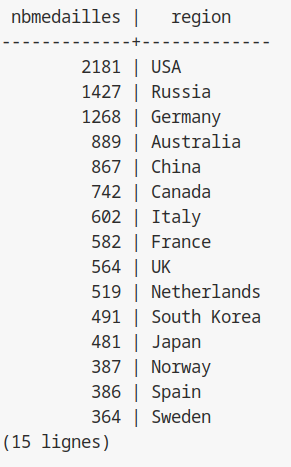 nbmedailles | region
-------------+-------------
2181 | USA
1427 | Russia
1268 | Germany
889 | Australia
867 | China
742 | Canada
602 | Italy
582 | France
564 | UK
519 | Netherlands
491 | South Korea
481 | Japan
387 | Norway
386 | Spain
364 | Sweden
(15 lignes)